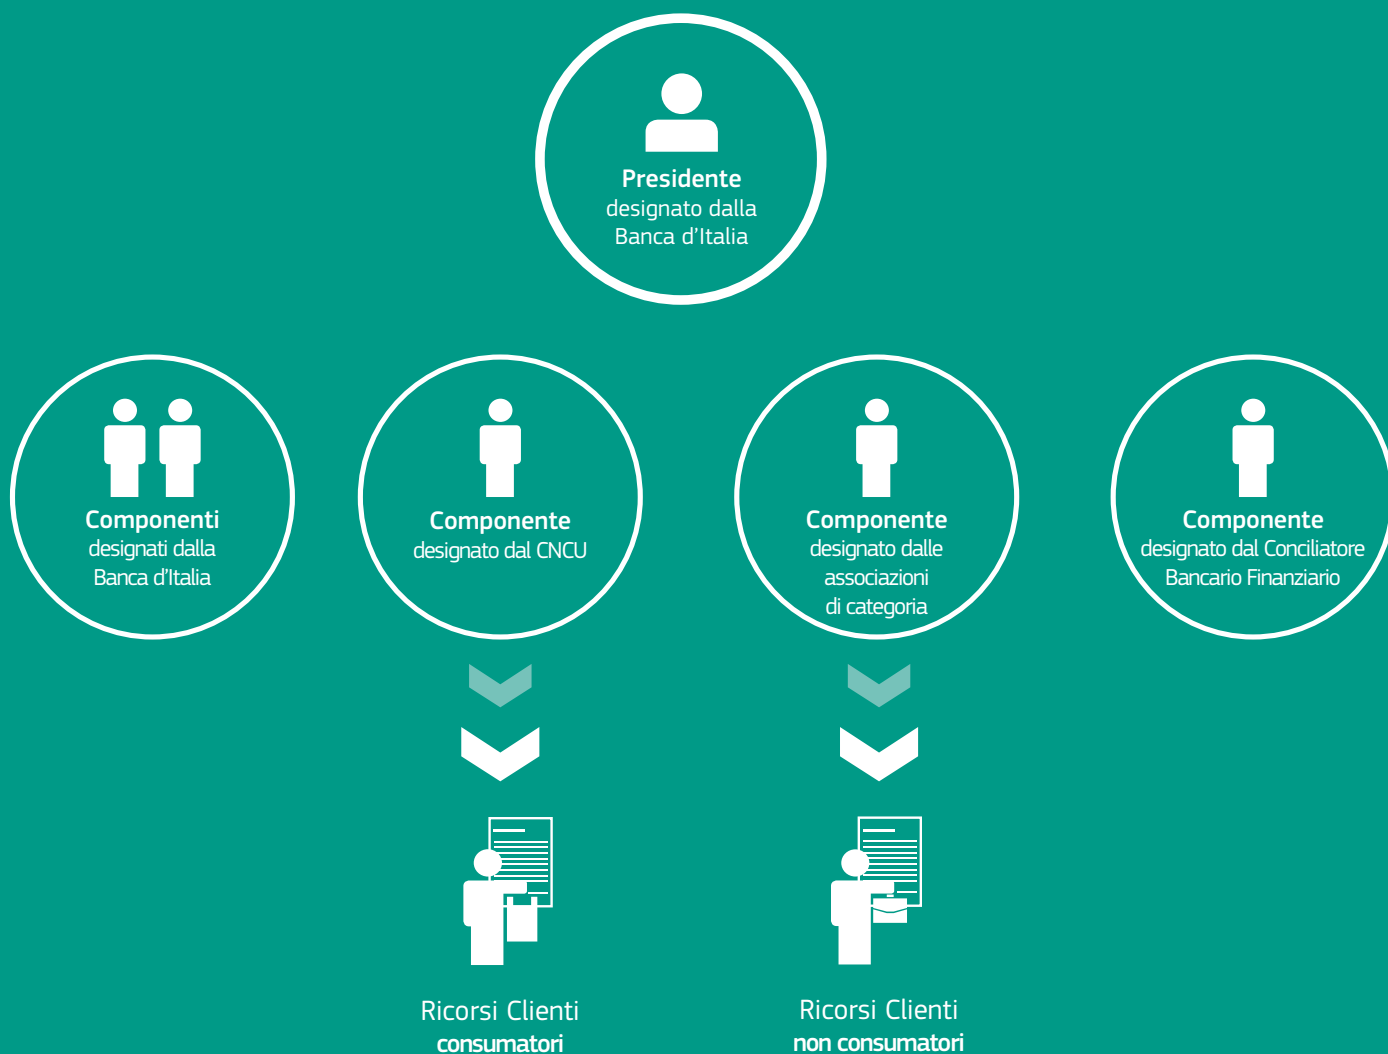 Presidente
designato dalla
Banca d'Italia
Componenti
designati dalla
Banca d'Italia
Componente
designato dal CNCU
Componente
designato dalle
associazioni
di categoria
Componente
designato dal Conciliatore
Bancario Finanziario
Ricorsi Clienti
consumatori
Ricorsi Clienti
non consumatori